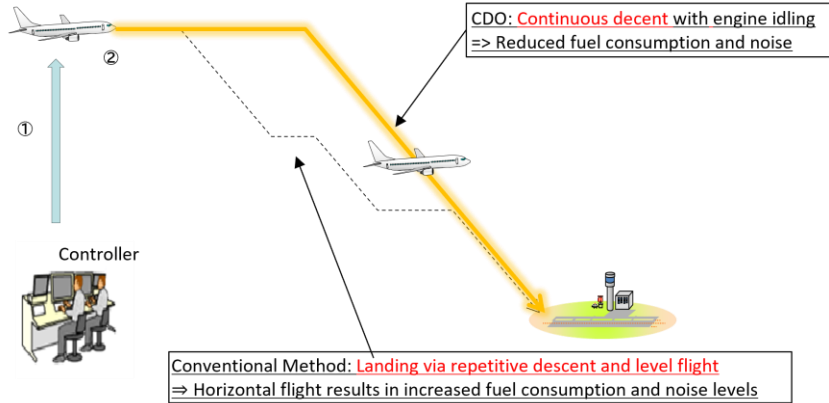 CDO: Continuous decent with engine idling
=> Reduced fuel consumption and noise
②
①
Controller
Conventional Method: Landing via repetitive descent and level flight
⇒ Horizontal flight results in increased fuel consumption and noise levels